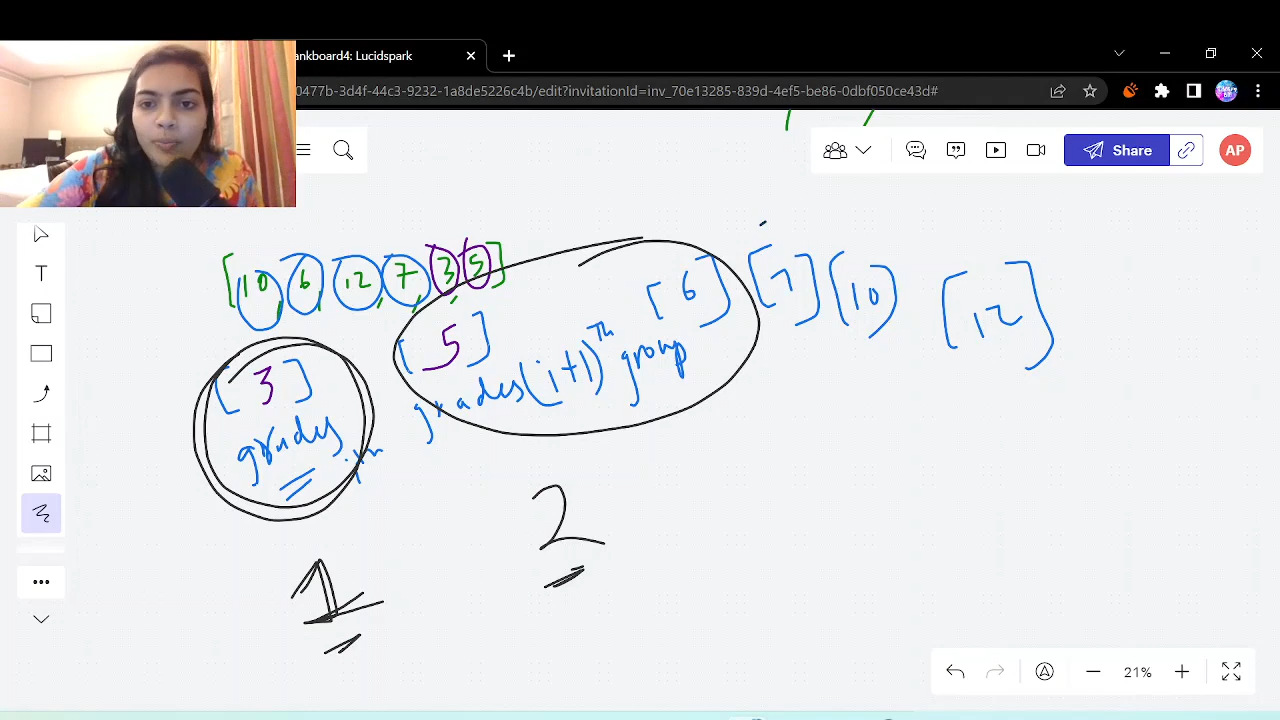 ankboard4: Lucidspark
0477b-3d4f-44c3-9232-1a8de5226c4b/edit?invitationId=inv_70e13285-839d-4ef5-be86-0dbf050ce43d#
Share
AP
[10, 6, 12, 7, 3, 5]
[3] [5] [6] [7] [10] [12]
grades ith grades (i+1)th group
1 2
21%